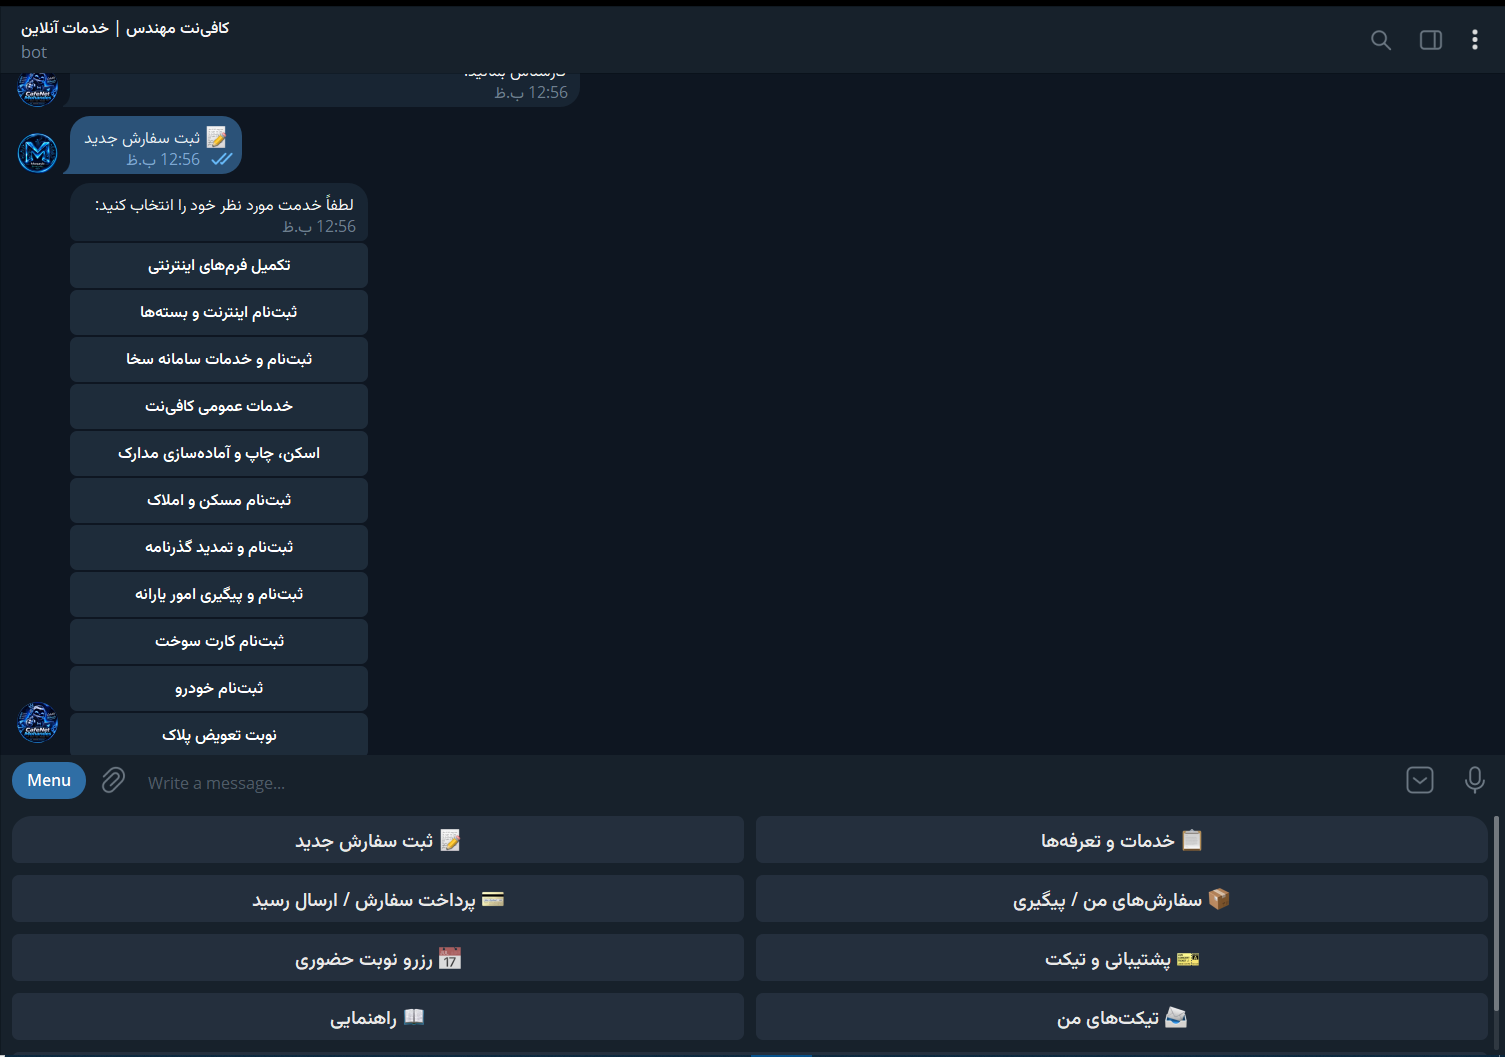 کافی‌نت مهندس | خدمات آنلاین
bot
12:56 ب.ظ
📝 ثبت سفارش جدید
12:56 ب.ظ
لطفاً خدمت مورد نظر خود را انتخاب کنید:
12:56 ب.ظ
تکمیل فرم‌های اینترنتی
ثبت‌نام اینترنت و بسته‌ها
ثبت‌نام و خدمات سامانه سخا
خدمات عمومی کافی‌نت
اسکن، چاپ و آماده‌سازی مدارک
ثبت‌نام مسکن و املاک
ثبت‌نام و تمدید گذرنامه
ثبت‌نام و پیگیری امور یارانه
ثبت‌نام کارت سوخت
ثبت‌نام خودرو
نوبت تعویض پلاک
Menu
Write a message...
📋 خدمات و تعرفه‌ها
📝 ثبت سفارش جدید
📦 سفارش‌های من / پیگیری
💳 پرداخت سفارش / ارسال رسید
🎫 پشتیبانی و تیکت
📅 رزرو نوبت حضوری
📨 تیکت‌های من
📖 راهنمایی